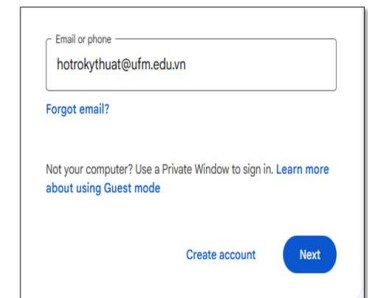 Email or phone
hotrokythuat@ufm.edu.vn
Forgot email?
Not your computer? Use a Private Window to sign in. Learn more
about using Guest mode
Create account
Next